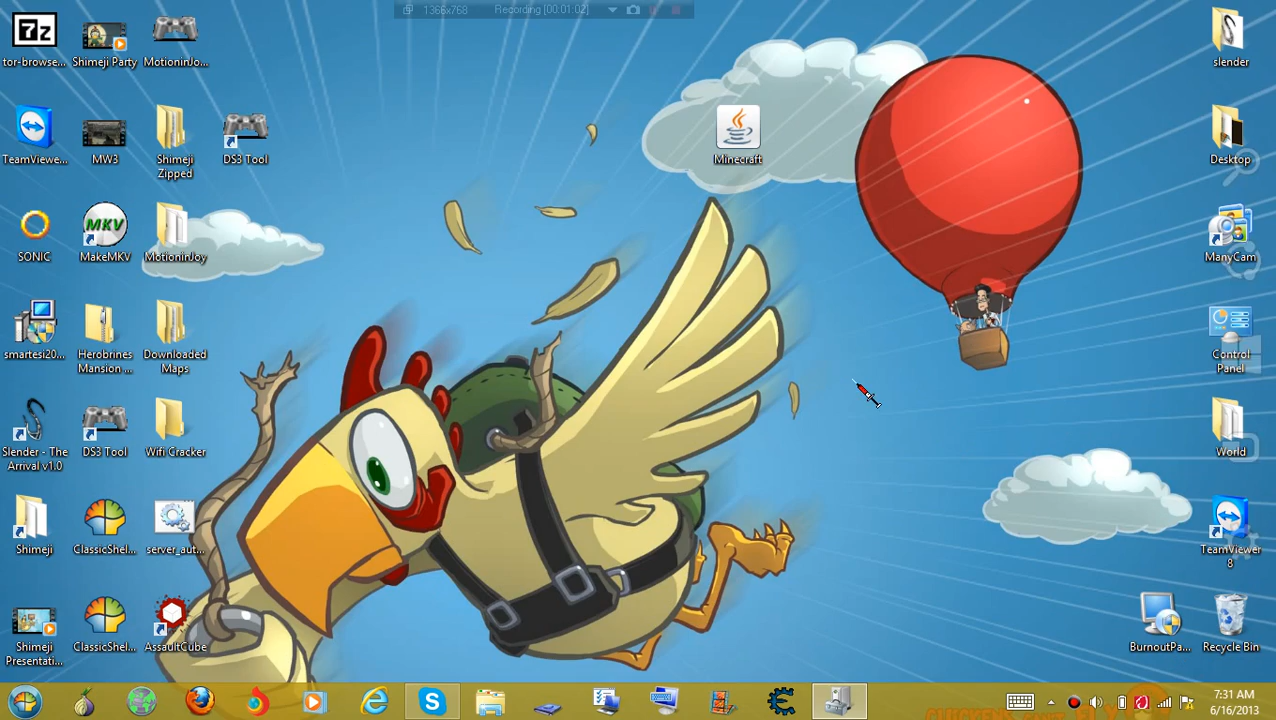 1366x768 Recording [00:01:02]
7z
tor-browse...
Shimeji Party
MotioninJo...
slender
TeamViewe...
MW3
Shimeji
Zipped
DS3 Tool
Minecraft
Desktop
SONIC
MKV
MakeMKV
MotioninJoy
ManyCam
smartesi20...
Herobrines
Mansion ...
Downloaded
Maps
Control
Panel
Slender - The
Arrival v1.0
DS3 Tool
Wifi Cracker
World
Shimeji
ClassicShel...
server_aut...
TeamViewer
8
Shimeji
Presentati...
ClassicShel...
AssaultCube
BurnoutPa...
Recycle Bin
7:31 AM
6/16/2013